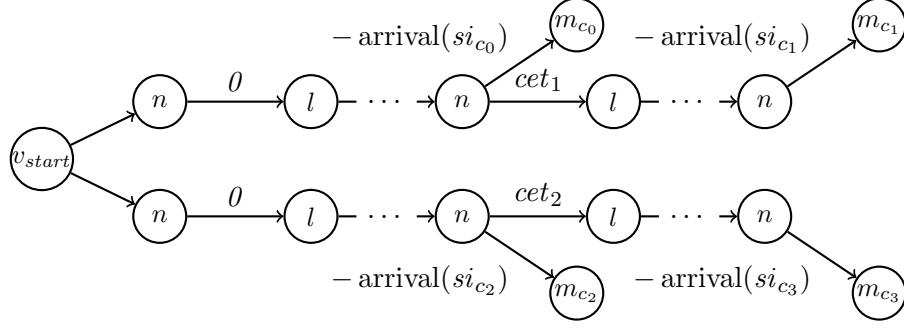 − arrival(si_{c_0}) m_{c_0} − arrival(si_{c_1}) m_{c_1}
n 0 l · · · n cet_1 l · · · n
v_{start}
n 0 l · · · n cet_2 l · · · n
− arrival(si_{c_2}) m_{c_2} − arrival(si_{c_3}) m_{c_3}